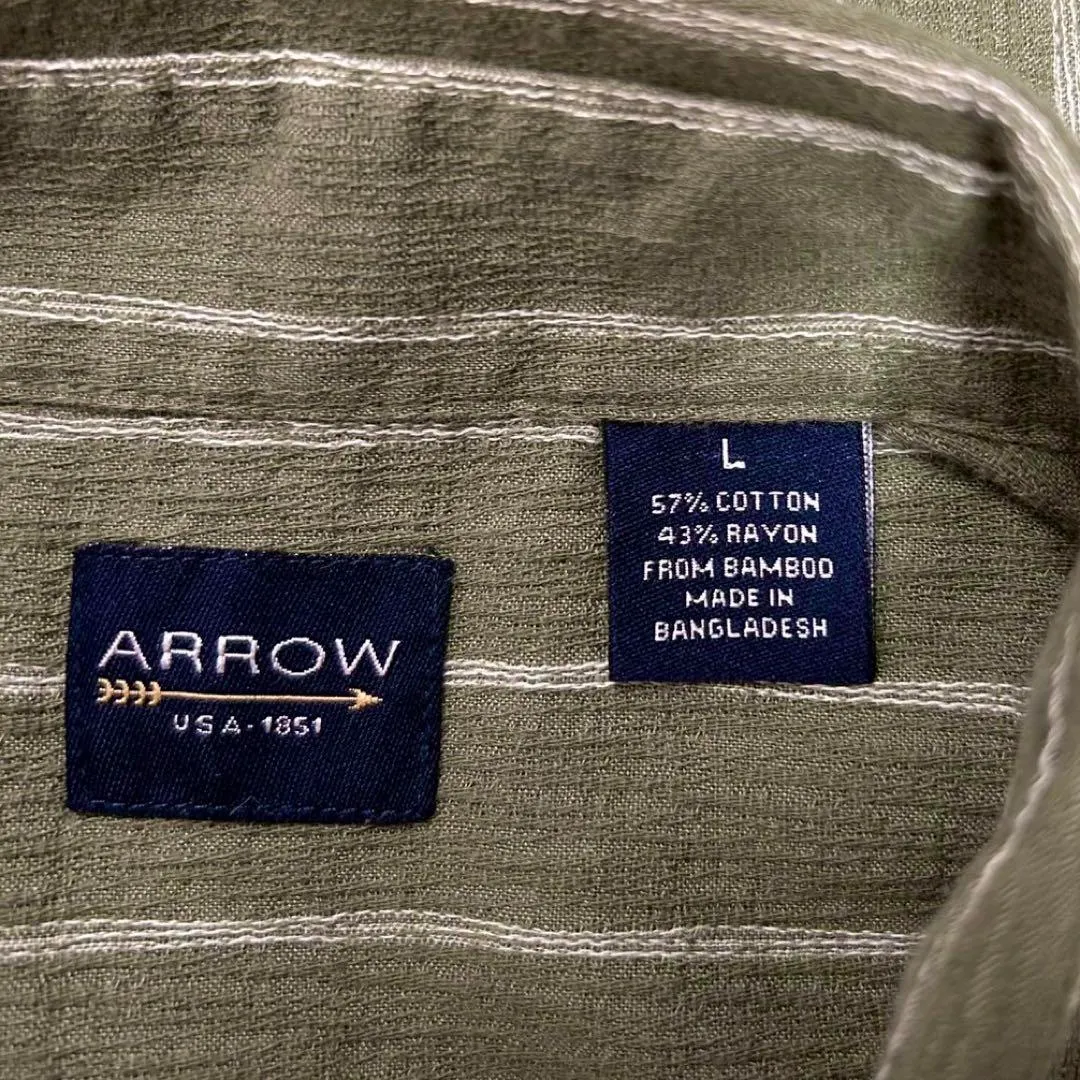 ARROW
USA-1851
L
57% COTTON
43% RAYON
FROM BAMBOO
MADE IN
BANGLADESH